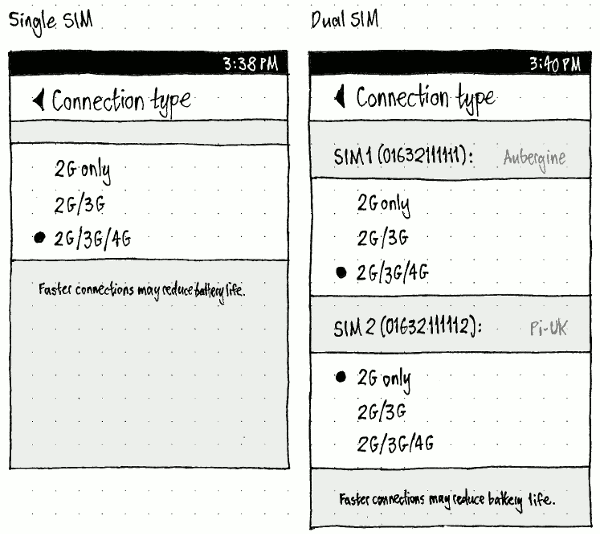 Single SIM
3:38 PM
Connection type
2G only
2G/3G
2G/3G/4G
Faster connections may reduce battery life.
Dual SIM
3:40 PM
Connection type
SIM 1 (01632111111): Aubergine
2G only
2G/3G
2G/3G/4G
SIM 2 (01632111112): Pi-UK
2G only
2G/3G
2G/3G/4G
Faster connections may reduce battery life.